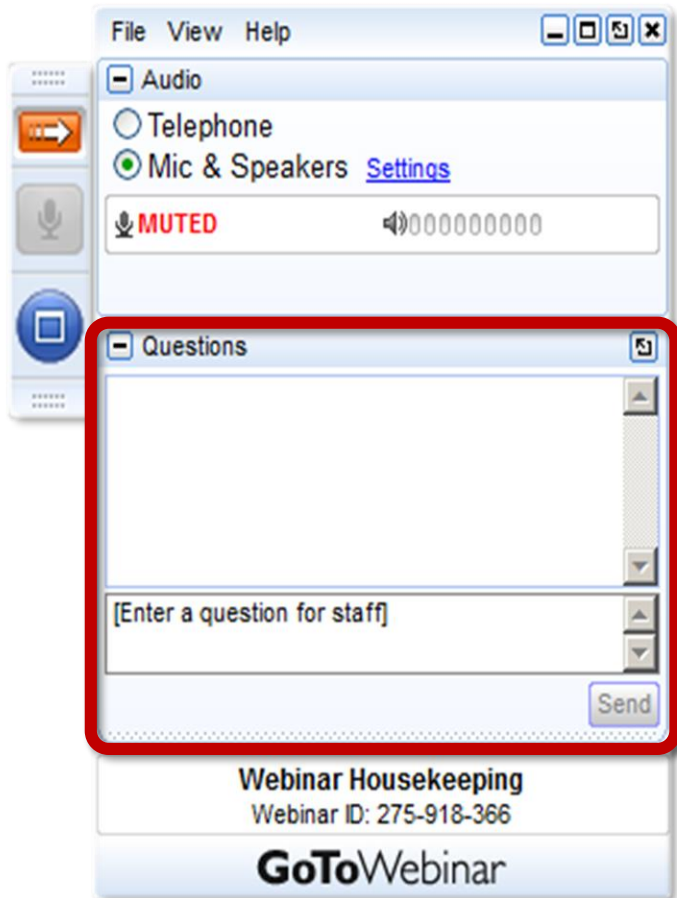 File View Help
Audio
Telephone
Mic & Speakers Settings
MUTED 000000000
Questions
[Enter a question for staff]
Send
Webinar Housekeeping
Webinar ID: 275-918-366
GoToWebinar